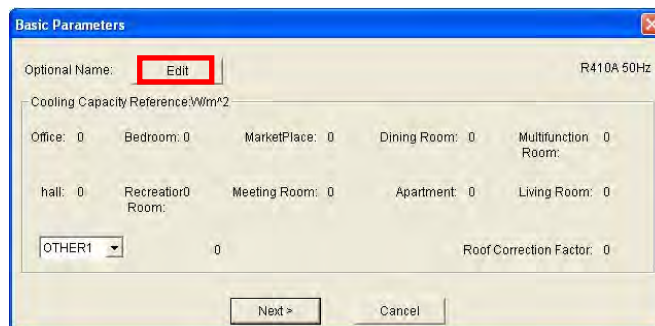 Basic Parameters
Optional Name: Edit R410A 50Hz
Cooling Capacity Reference:W/m^2
Office: 0 Bedroom: 0 MarketPlace: 0 Dining Room: 0 Multifunction Room: 0
hall: 0 Recreation Room: 0 Meeting Room: 0 Apartment: 0 Living Room: 0
OTHER1 0 Roof Correction Factor: 0
Next > Cancel